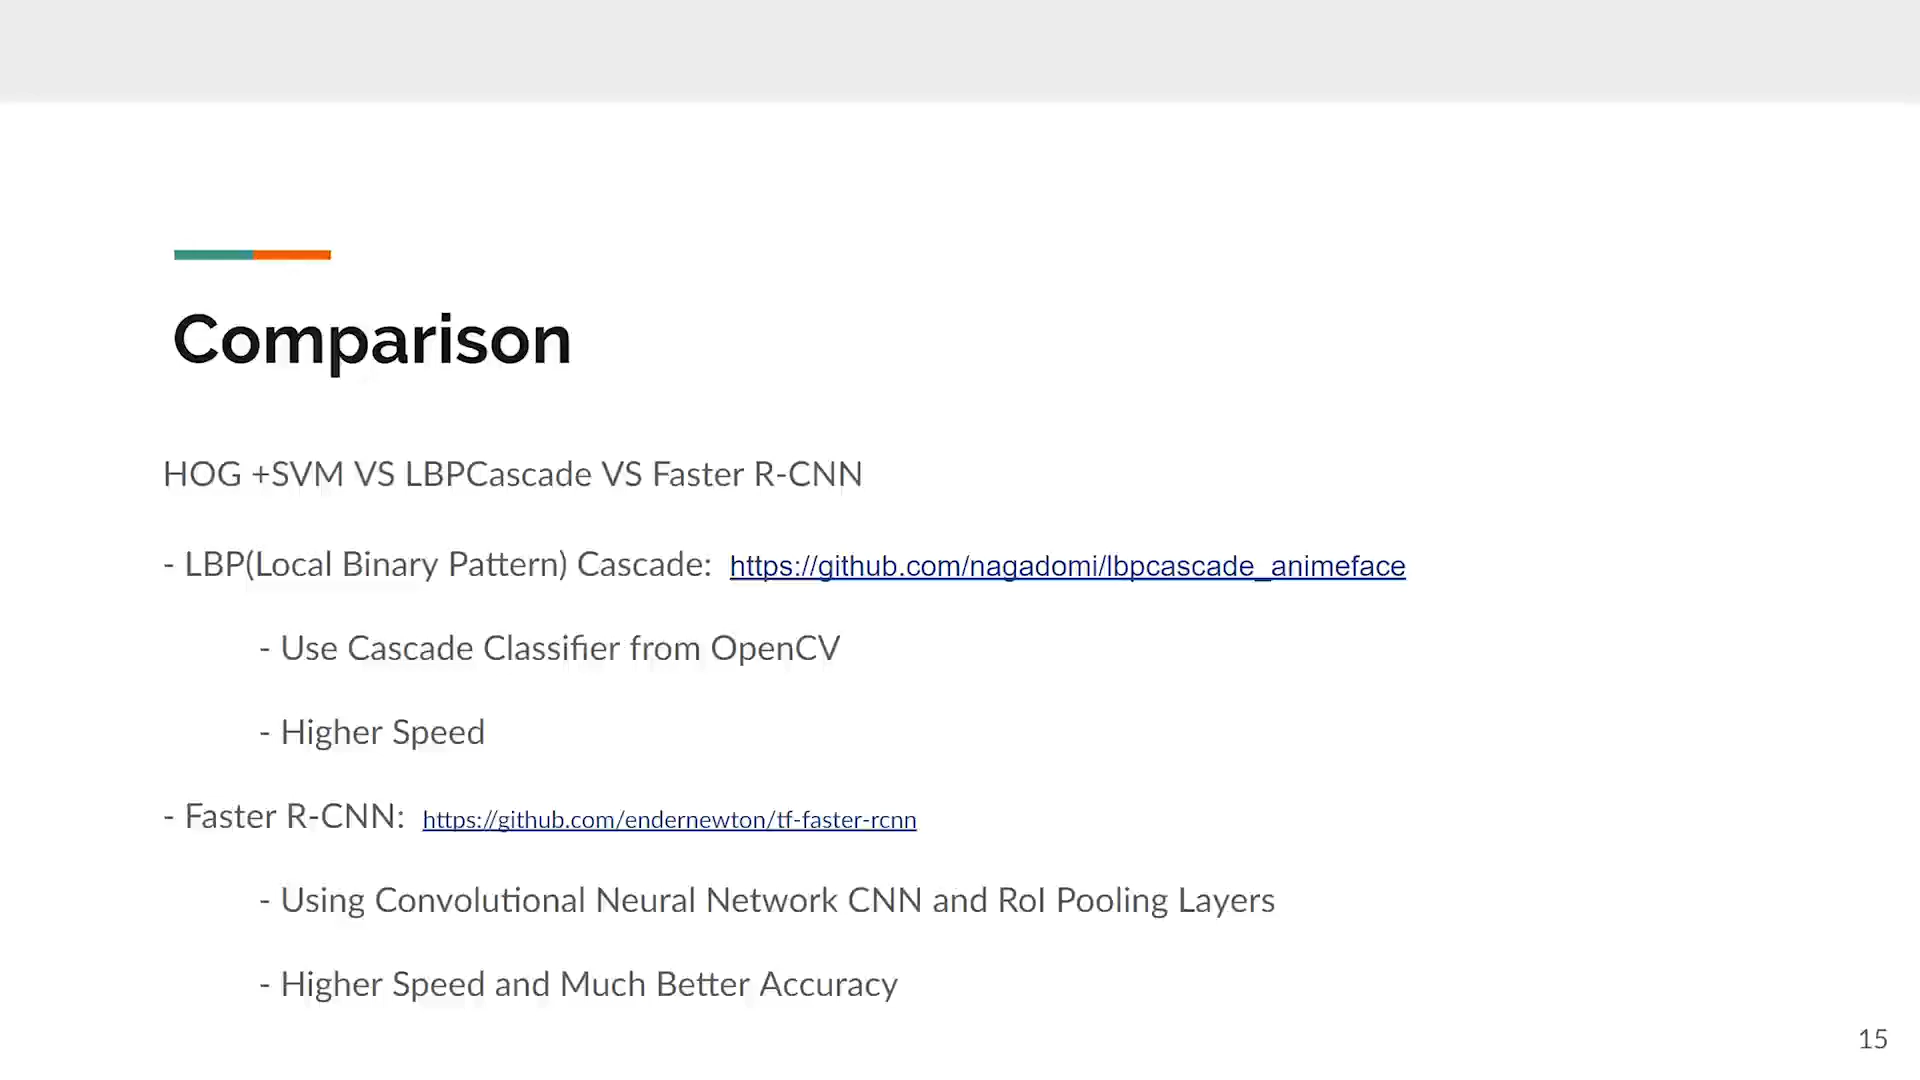 Comparison
HOG +SVM VS LBPCascade VS Faster R-CNN
- LBP(Local Binary Pattern) Cascade: https://github.com/nagadomi/lbpcascade_animeface
- Use Cascade Classifier from OpenCV
- Higher Speed
- Faster R-CNN: https://github.com/endernewton/tf-faster-rcnn
- Using Convolutional Neural Network CNN and RoI Pooling Layers
- Higher Speed and Much Better Accuracy
15